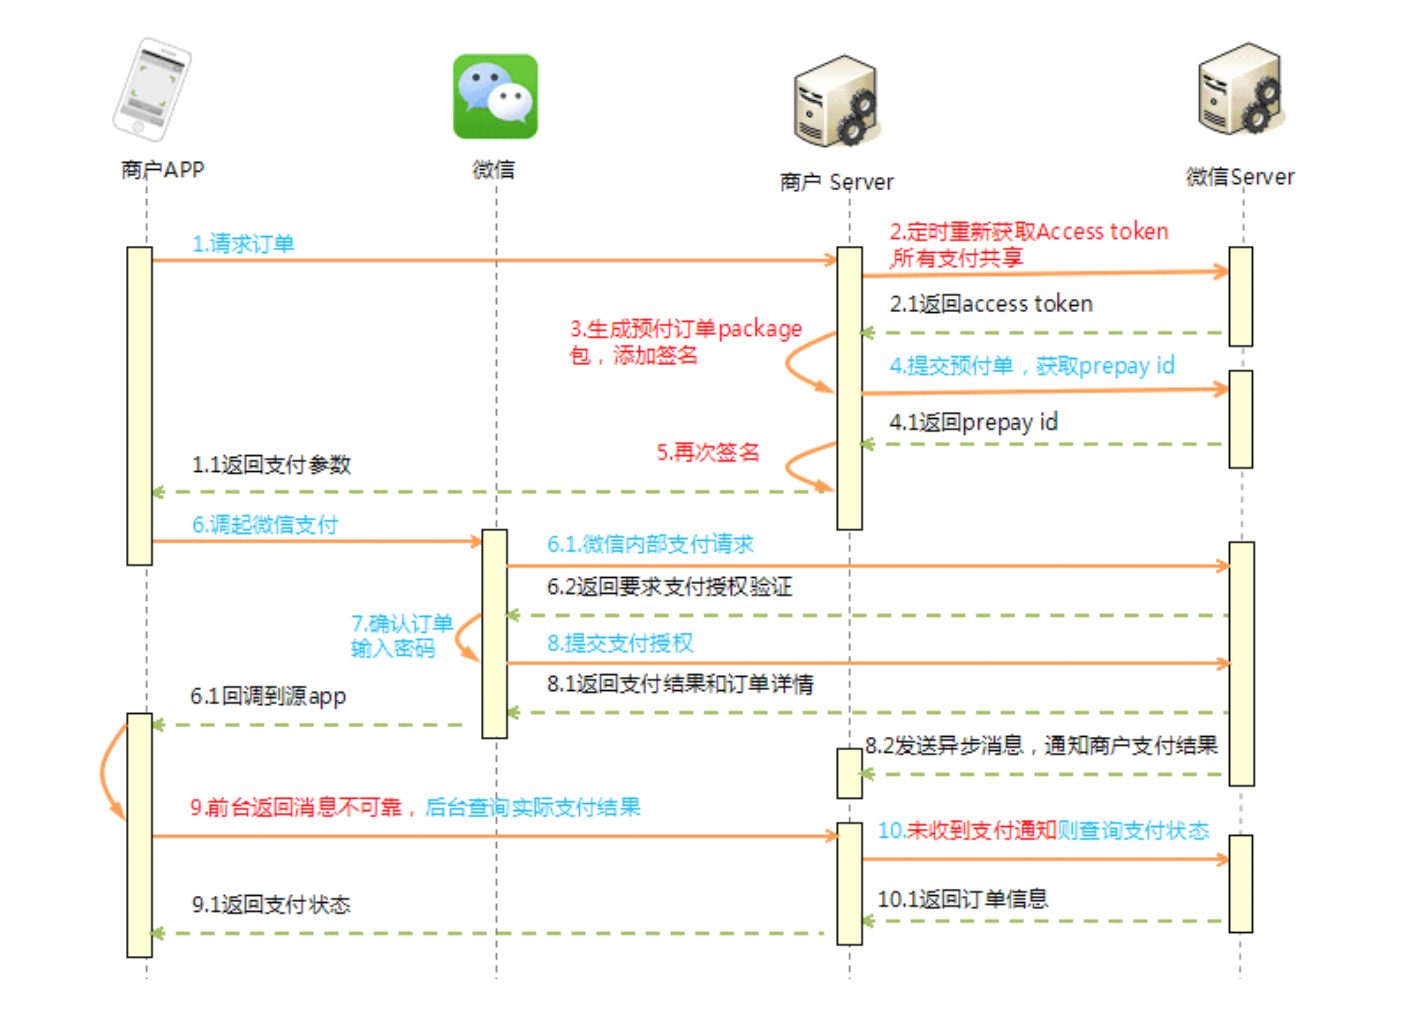 商户APP
微信
商户 Server
微信Server
1.请求订单
2.定时重新获取Access token
,所有支付共享
2.1返回access token
3.生成预付订单package
包，添加签名
4.提交预付单，获取prepay id
4.1返回prepay id
5.再次签名
1.1返回支付参数
6.调起微信支付
6.1.微信内部支付请求
6.2返回要求支付授权验证
7.确认订单
输入密码
8.提交支付授权
8.1返回支付结果和订单详情
6.1回调到源app
8.2发送异步消息，通知商户支付结果
9.前台返回消息不可靠，后台查询实际支付结果
10.未收到支付通知则查询支付状态
10.1返回订单信息
9.1返回支付状态